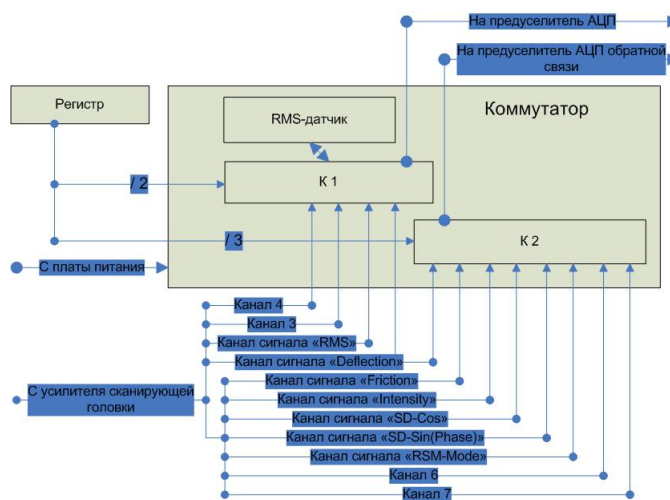 На предуселитель АЦП
На предуселитель АЦП обратной
связи
Регистр
Коммутатор
RMS-датчик
К 1
/ 2
/ 3
К 2
С платы питания
Канал 4
Канал 3
Канал сигнала «RMS»
Канал сигнала «Deflection»
С усилителя сканирующей
головки
Канал сигнала «Friction»
Канал сигнала «Intensity»
Канал сигнала «SD-Cos»
Канал сигнала «SD-Sin(Phase)»
Канал сигнала «RSM-Mode»
Канал 6
Канал 7